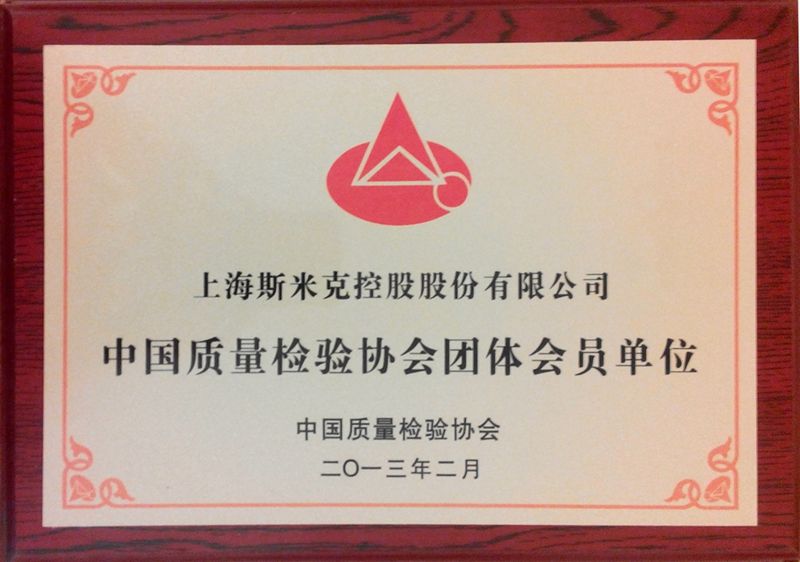 上海斯米克控股股份有限公司
中国质量检验协会团体会员单位
中国质量检验协会
二〇一三年二月